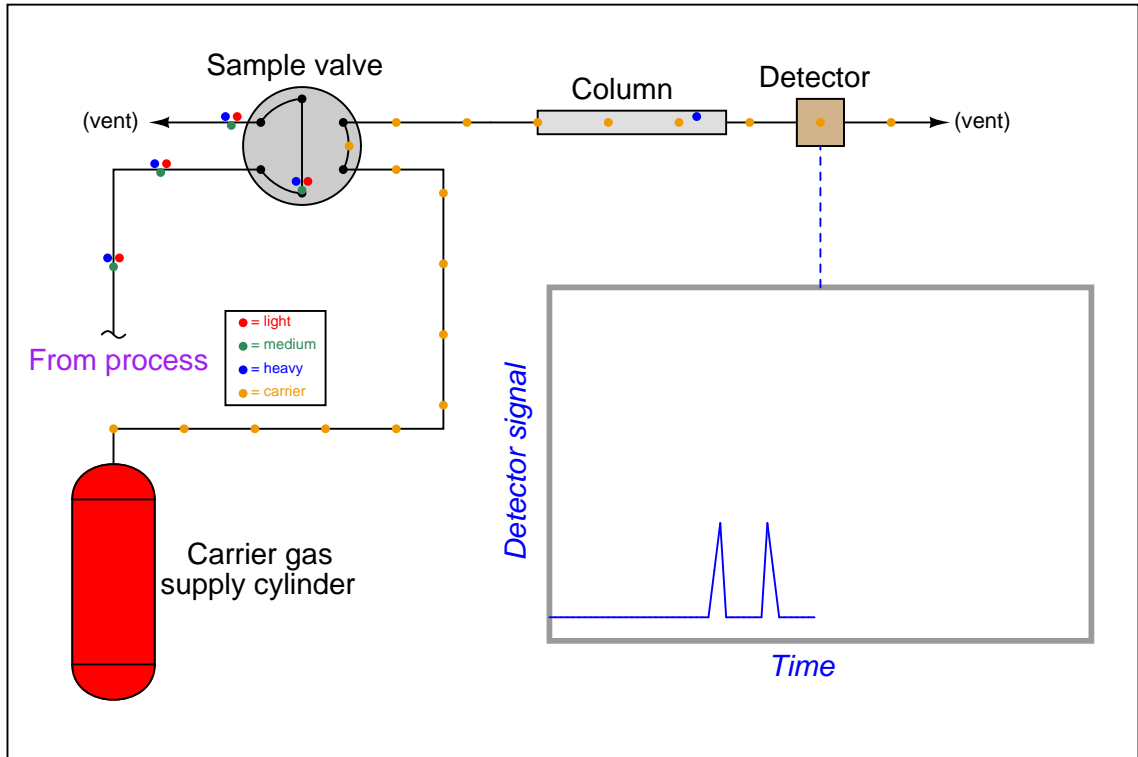 Sample valve
Column
Detector
(vent)
(vent)
= light
= medium
= heavy
= carrier
From process
Detector signal
Carrier gas
supply cylinder
Time